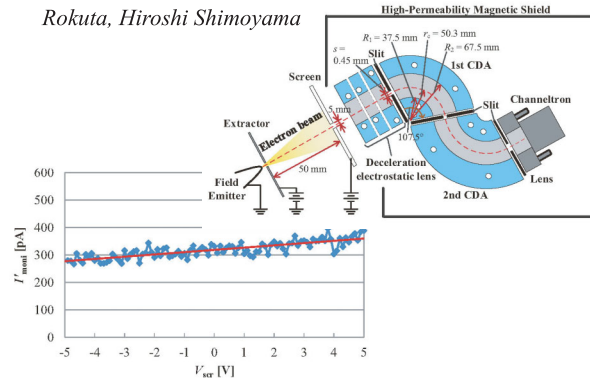 Rokuta, Hiroshi Shimoyama
High-Permeability Magnetic Shield
s =
0.45 mm
Slit
R₁ = 37.5 mm
r꜀ = 50.3 mm
R₂ = 67.5 mm
1st CDA
Screen
5 mm
Slit
Channeltron
Extractor
Electron beam
107.5°
50 mm
Deceleration
electrostatic lens
Lens
2nd CDA
Field
Emitter
600
500
400
300
200
100
0
I'moni [pA]
-5 -4 -3 -2 -1 0 1 2 3 4 5
Vscr [V]